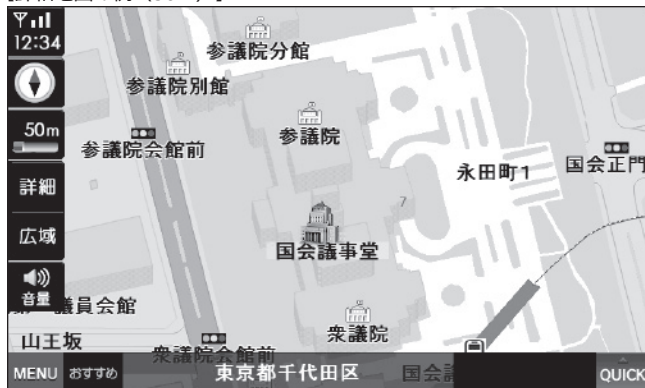 12:34
参議院分館
参議院別館
50m
参議院会館前
参議院
永田町1
国会正門
詳細
7
広域
国会議事堂
音量
議員会館
山王坂
衆議院
衆議院会館前
MENU
おすすめ
東京都千代田区
国会
QUICK